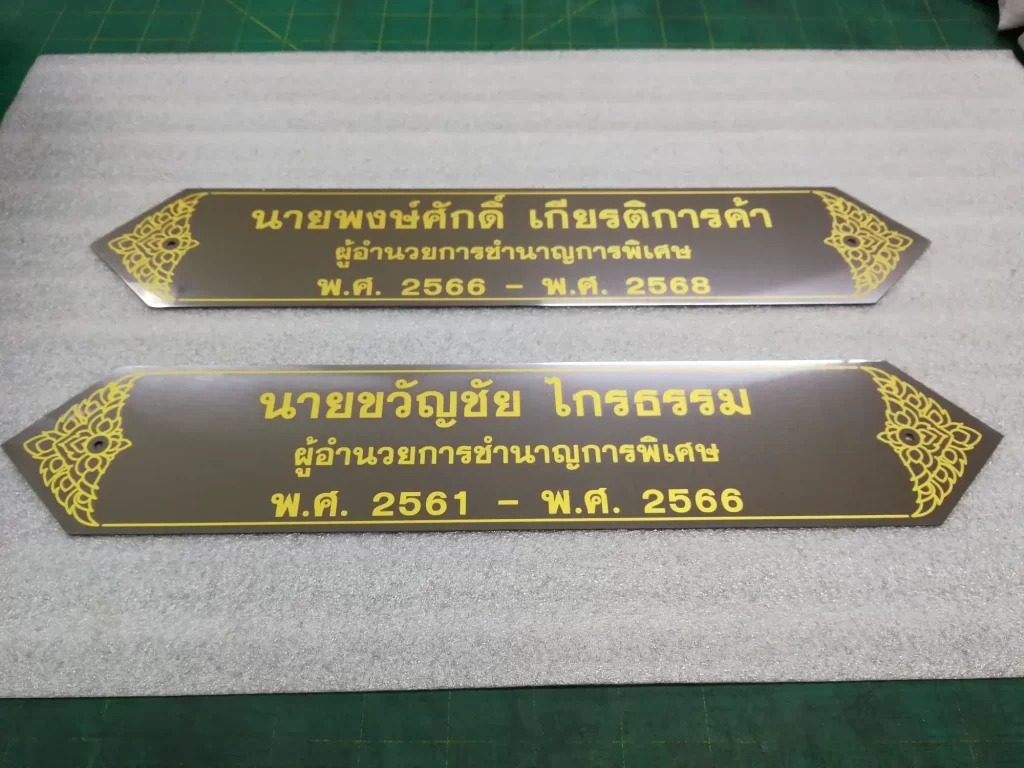 นายพงษ์ศักดิ์ เกียรติการค้า
ผู้อำนวยการชำนาญการพิเศษ
พ.ศ. 2566 - พ.ศ. 2568
นายขวัญชัย ไกรธรรม
ผู้อำนวยการชำนาญการพิเศษ
พ.ศ. 2561 - พ.ศ. 2566